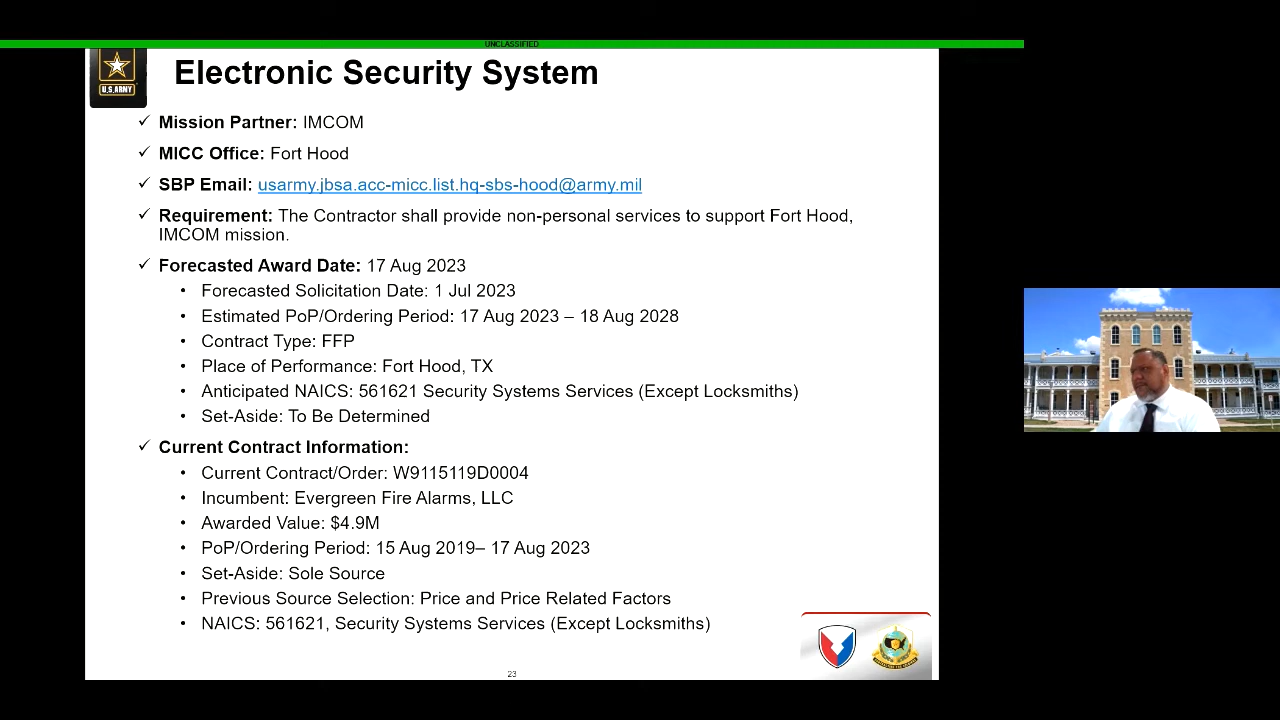 UNCLASSIFIED
U.S.ARMY
Electronic Security System
✓ Mission Partner: IMCOM
✓ MICC Office: Fort Hood
✓ SBP Email: usarmy.jbsa.acc-micc.list.hq-sbs-hood@army.mil
✓ Requirement: The Contractor shall provide non-personal services to support Fort Hood,
IMCOM mission.
✓ Forecasted Award Date: 17 Aug 2023
• Forecasted Solicitation Date: 1 Jul 2023
• Estimated PoP/Ordering Period: 17 Aug 2023 – 18 Aug 2028
• Contract Type: FFP
• Place of Performance: Fort Hood, TX
• Anticipated NAICS: 561621 Security Systems Services (Except Locksmiths)
• Set-Aside: To Be Determined
✓ Current Contract Information:
• Current Contract/Order: W9115119D0004
• Incumbent: Evergreen Fire Alarms, LLC
• Awarded Value: $4.9M
• PoP/Ordering Period: 15 Aug 2019– 17 Aug 2023
• Set-Aside: Sole Source
• Previous Source Selection: Price and Price Related Factors
• NAICS: 561621, Security Systems Services (Except Locksmiths)
23